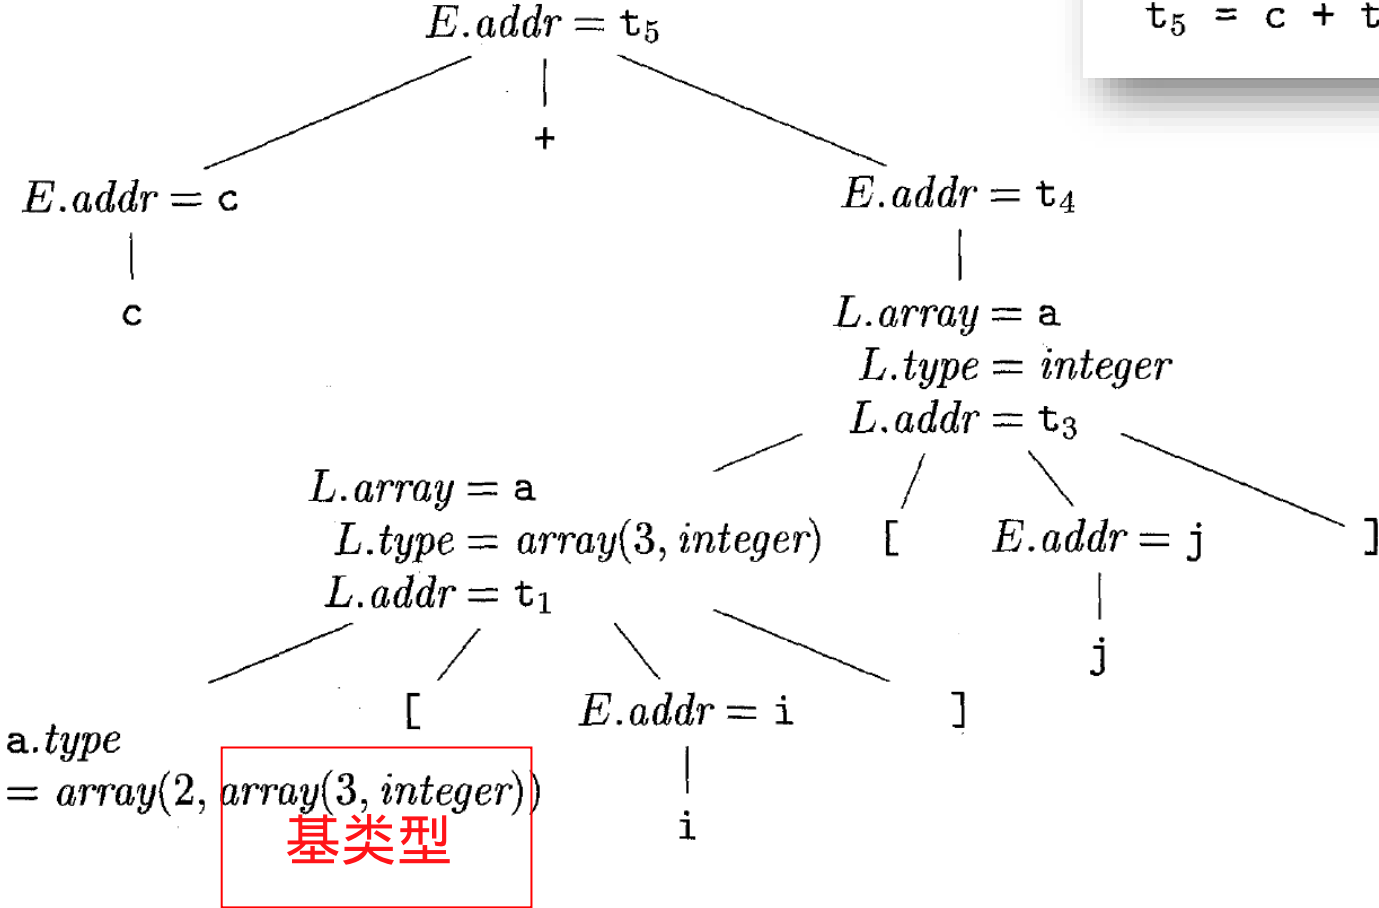 E.addr = t₅
t₅ = c + t
+
E.addr = c
E.addr = t₄
c
L.array = a
L.type = integer
L.addr = t₃
L.array = a
L.type = array(3, integer)
L.addr = t₁
[
E.addr = j
]
j
a.type
= array(2, array(3, integer))
基类型
[
E.addr = i
]
i